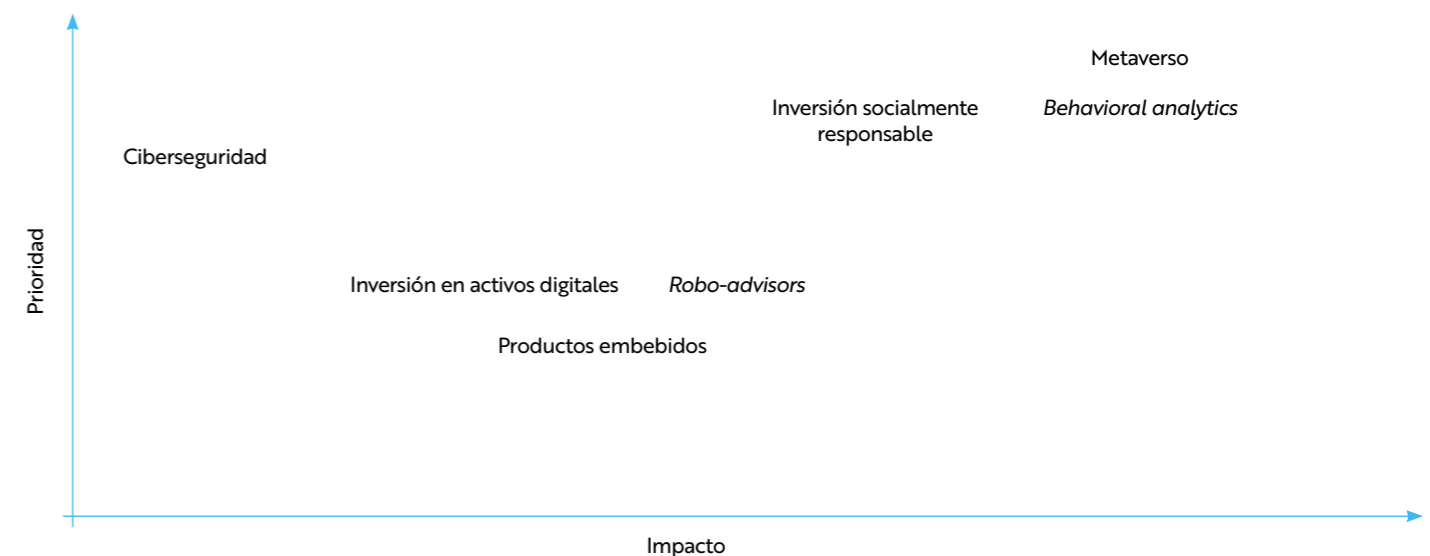 Metaverso
Inversión socialmente
responsable
Behavioral analytics
Ciberseguridad
Prioridad
Inversión en activos digitales
Robo-advisors
Productos embebidos
Impacto